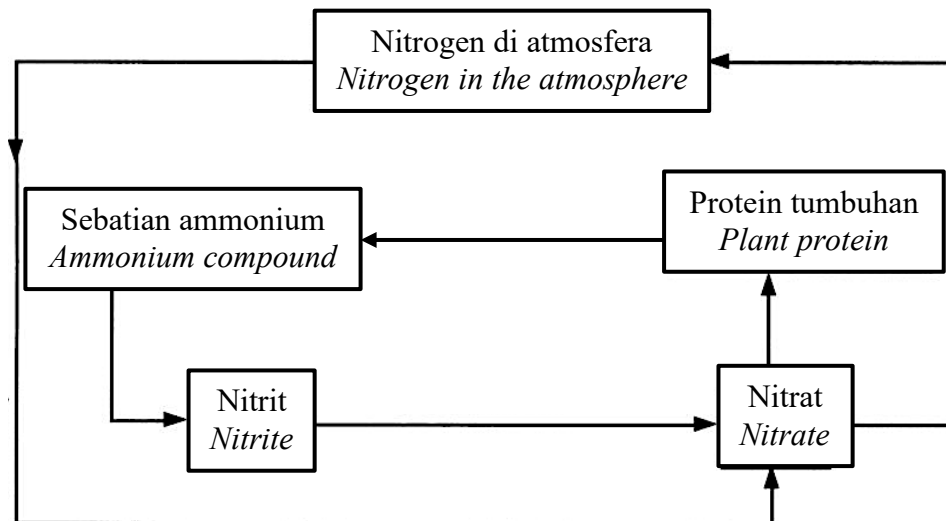 Nitrogen di atmosfera
Nitrogen in the atmosphere
Sebatian ammonium
Ammonium compound
Protein tumbuhan
Plant protein
Nitrit
Nitrite
Nitrat
Nitrate